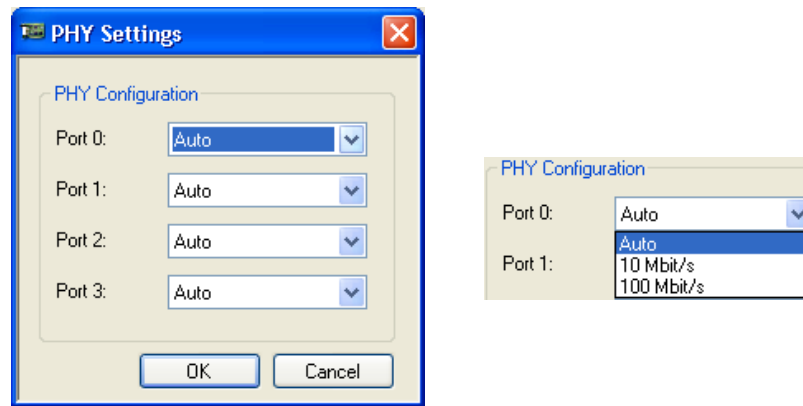 PHY Settings
PHY Configuration
Port 0: Auto
Port 1: Auto
Port 2: Auto
Port 3: Auto
OK Cancel
PHY Configuration
Port 0: Auto
Auto
Port 1: 10 Mbit/s
100 Mbit/s